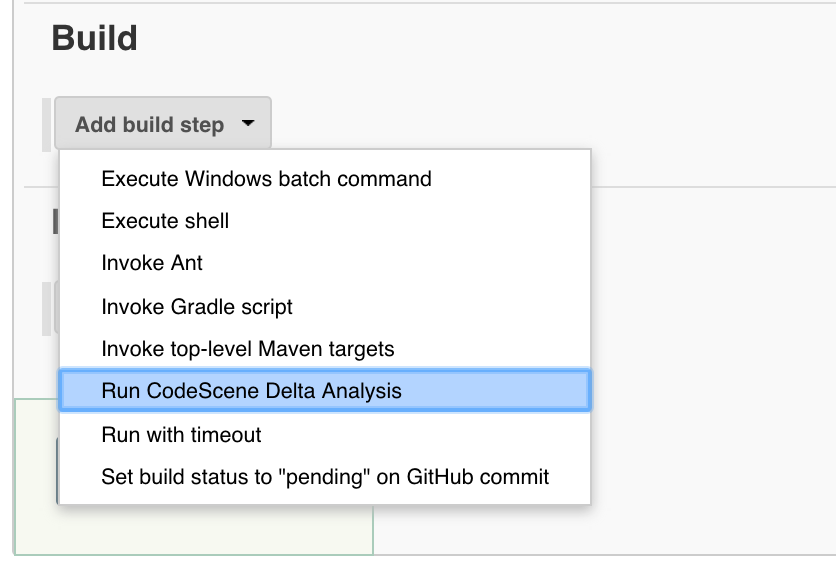 Build
Add build step
Execute Windows batch command
Execute shell
Invoke Ant
Invoke Gradle script
Invoke top-level Maven targets
Run CodeScene Delta Analysis
Run with timeout
Set build status to "pending" on GitHub commit